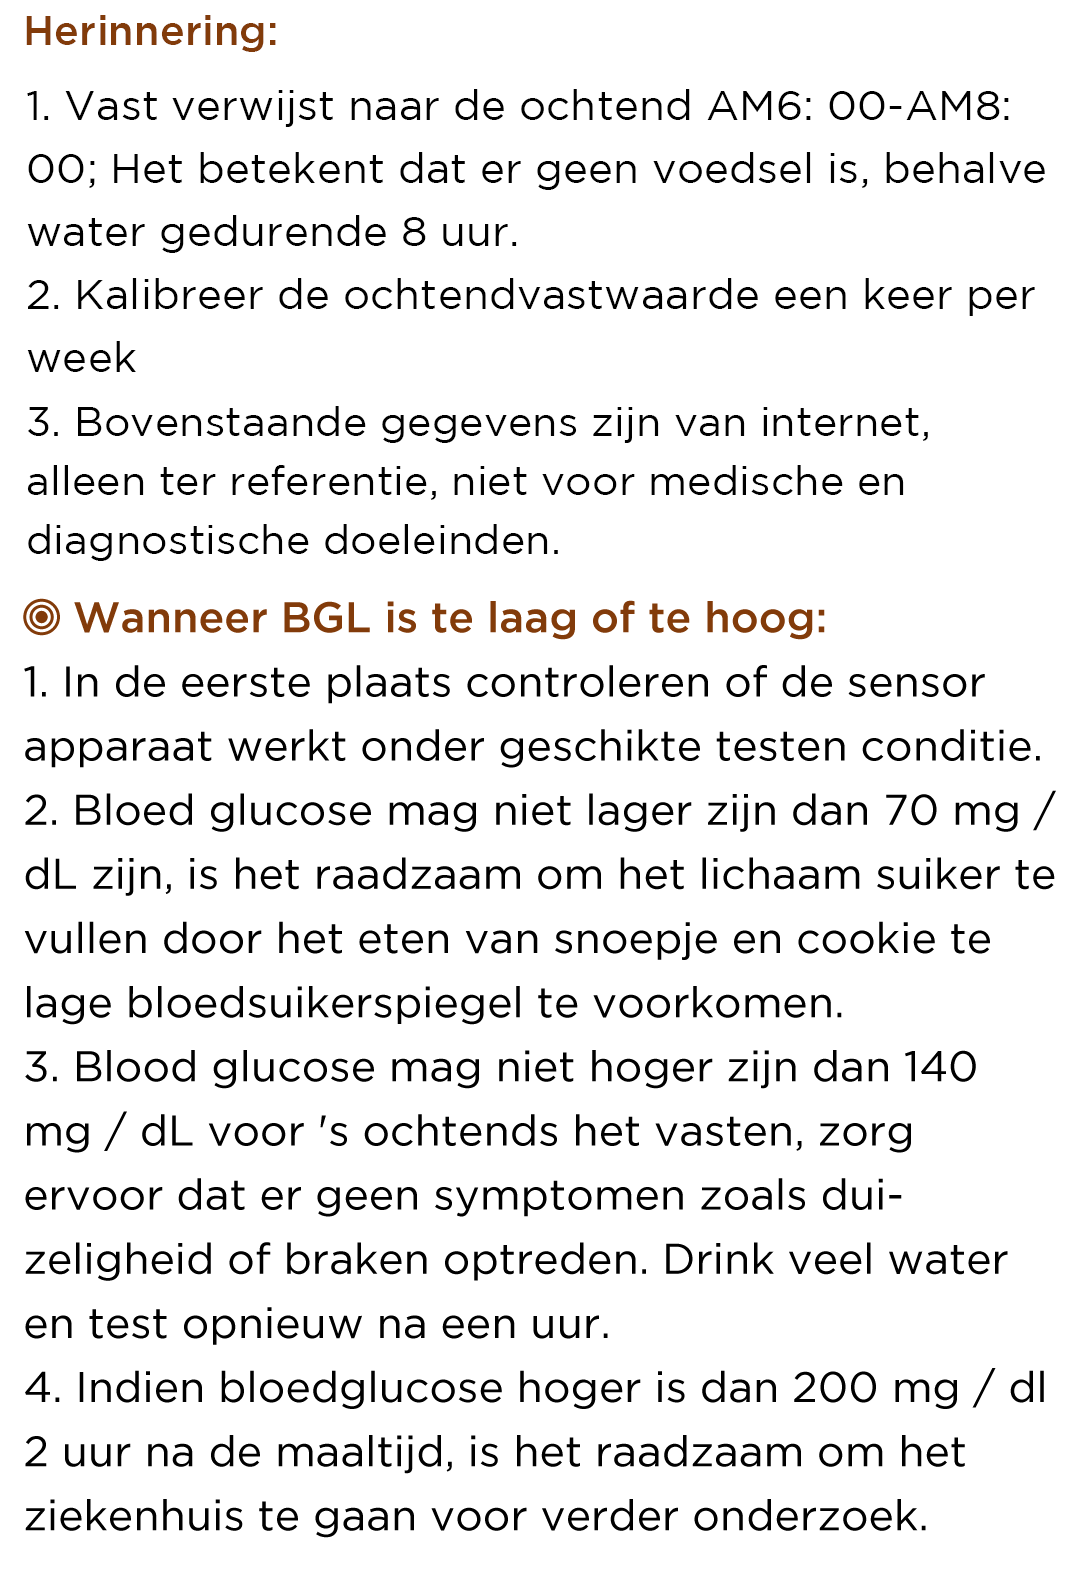 Herinnering:
1. Vast verwijst naar de ochtend AM6: 00-AM8:
00; Het betekent dat er geen voedsel is, behalve
water gedurende 8 uur.
2. Kalibreer de ochtendvastwaarde een keer per
week
3. Bovenstaande gegevens zijn van internet,
alleen ter referentie, niet voor medische en
diagnostische doeleinden.
◎ Wanneer BGL is te laag of te hoog:
1. In de eerste plaats controleren of de sensor
apparaat werkt onder geschikte testen conditie.
2. Bloed glucose mag niet lager zijn dan 70 mg /
dL zijn, is het raadzaam om het lichaam suiker te
vullen door het eten van snoepje en cookie te
lage bloedsuikerspiegel te voorkomen.
3. Blood glucose mag niet hoger zijn dan 140
mg / dL voor 's ochtends het vasten, zorg
ervoor dat er geen symptomen zoals dui-
zeligheid of braken optreden. Drink veel water
en test opnieuw na een uur.
4. Indien bloedglucose hoger is dan 200 mg / dl
2 uur na de maaltijd, is het raadzaam om het
ziekenhuis te gaan voor verder onderzoek.